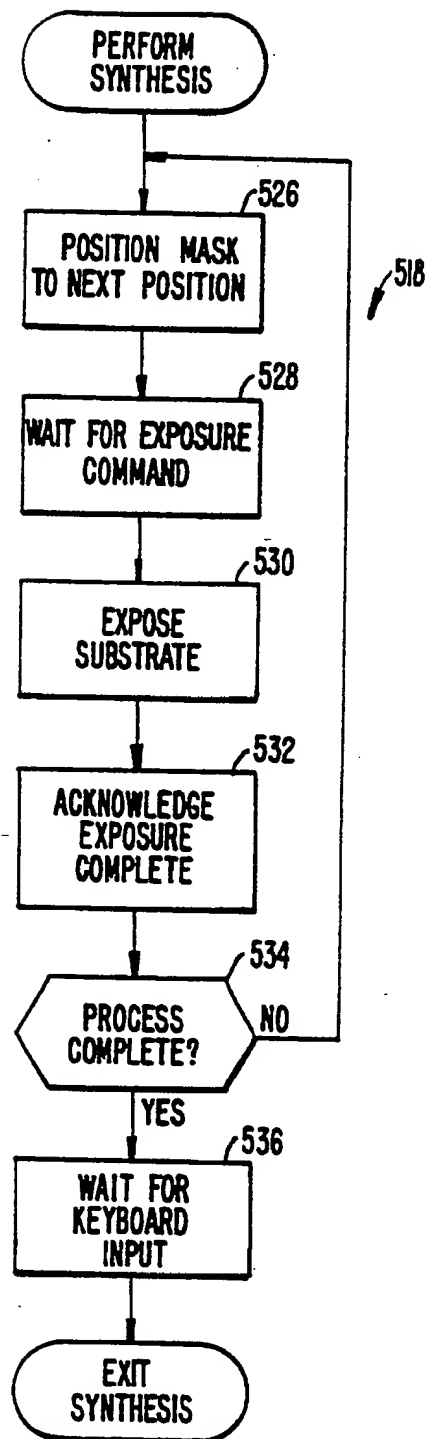 PERFORM
SYNTHESIS
526
POSITION MASK
TO NEXT POSITION
518
528
WAIT FOR EXPOSURE
COMMAND
530
EXPOSE
SUBSTRATE
532
ACKNOWLEDGE
EXPOSURE
COMPLETE
534
PROCESS
COMPLETE?
NO
YES
536
WAIT FOR
KEYBOARD
INPUT
EXIT
SYNTHESIS